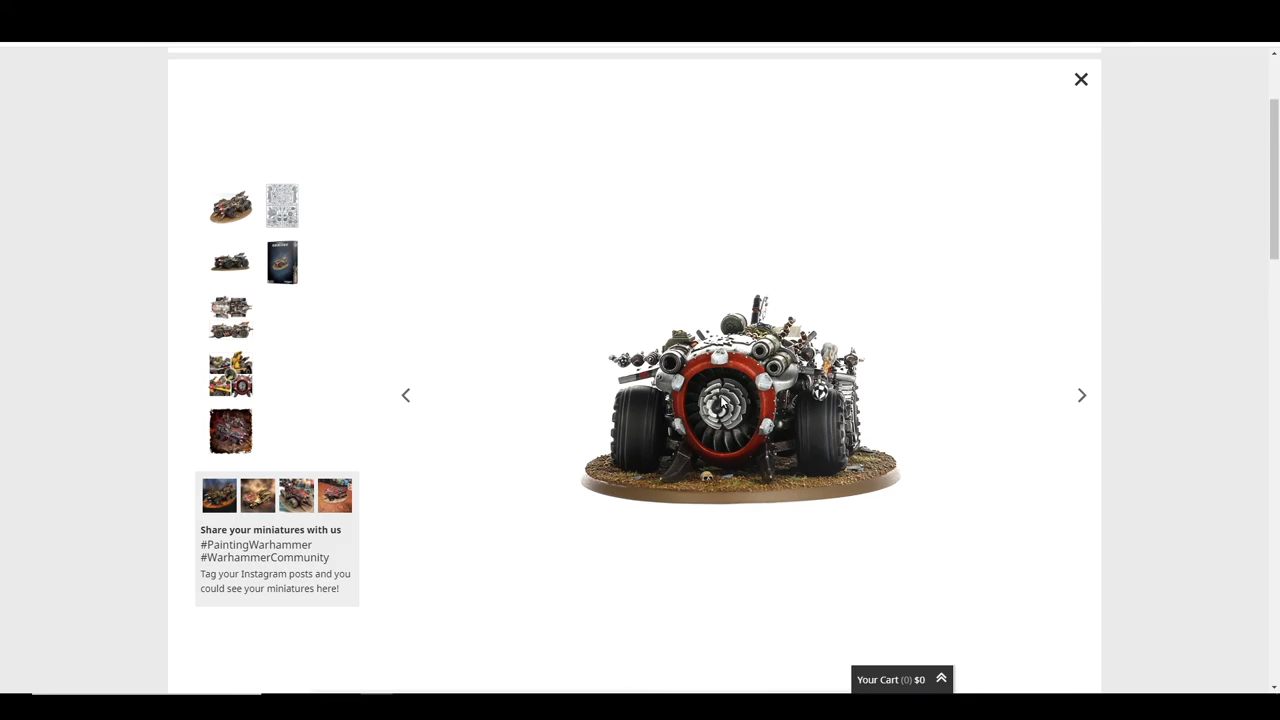 Share your miniatures with us
#PaintingWarhammer
#WarhammerCommunity
Tag your Instagram posts and you
could see your miniatures here!
Your Cart (0) $0